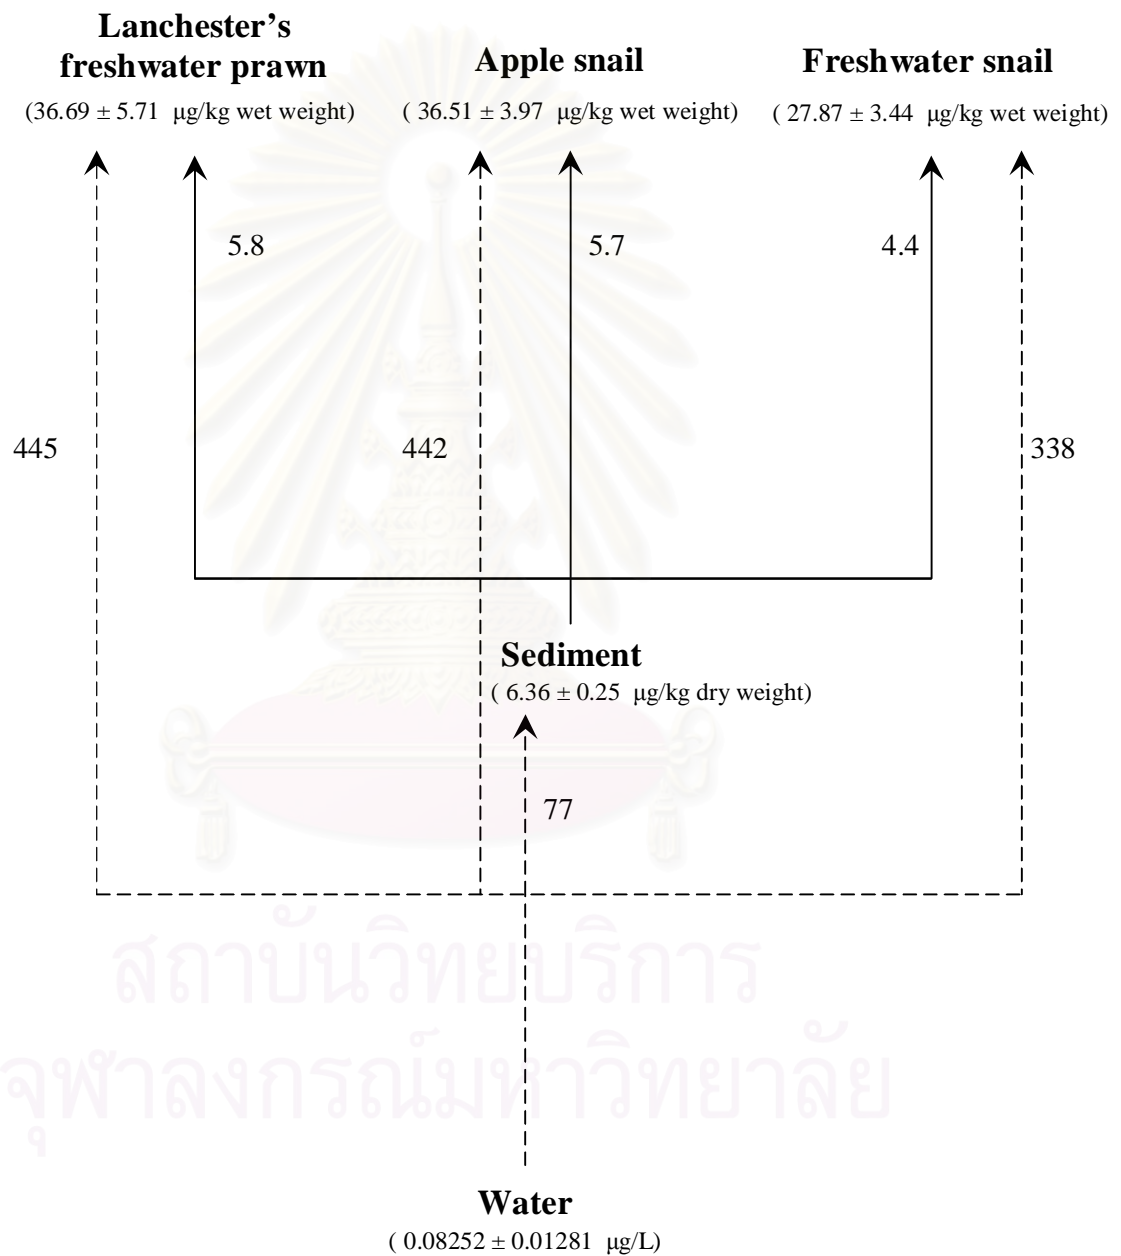 Lanchester’s
freshwater prawn
Apple snail
Freshwater snail
(36.69 ± 5.71 μg/kg wet weight)
( 36.51 ± 3.97 μg/kg wet weight)
( 27.87 ± 3.44 μg/kg wet weight)
5.8
5.7
4.4
445
442
338
Sediment
( 6.36 ± 0.25 μg/kg dry weight)
77
สถาบันวิทยบริการ
จุฬาลงกรณ์มหาวิทยาลัย
Water
( 0.08252 ± 0.01281 μg/L)